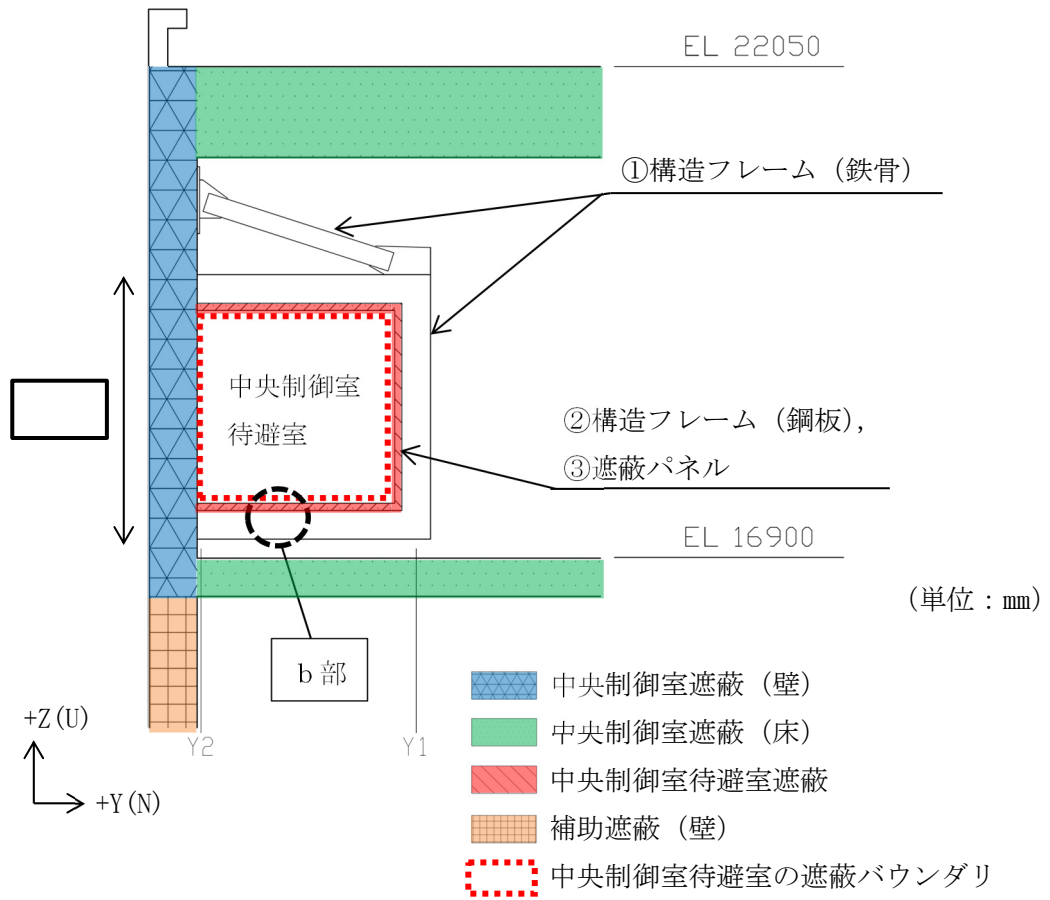 EL 22050
①構造フレーム（鉄骨）
中央制御室
待避室
②構造フレーム（鋼板），
③遮蔽パネル
EL 16900
（単位：mm）
b部
Y2
Y1
+Z(U)
+Y(N)
中央制御室遮蔽（壁）
中央制御室遮蔽（床）
中央制御室待避室遮蔽
補助遮蔽（壁）
中央制御室待避室の遮蔽バウンダリ